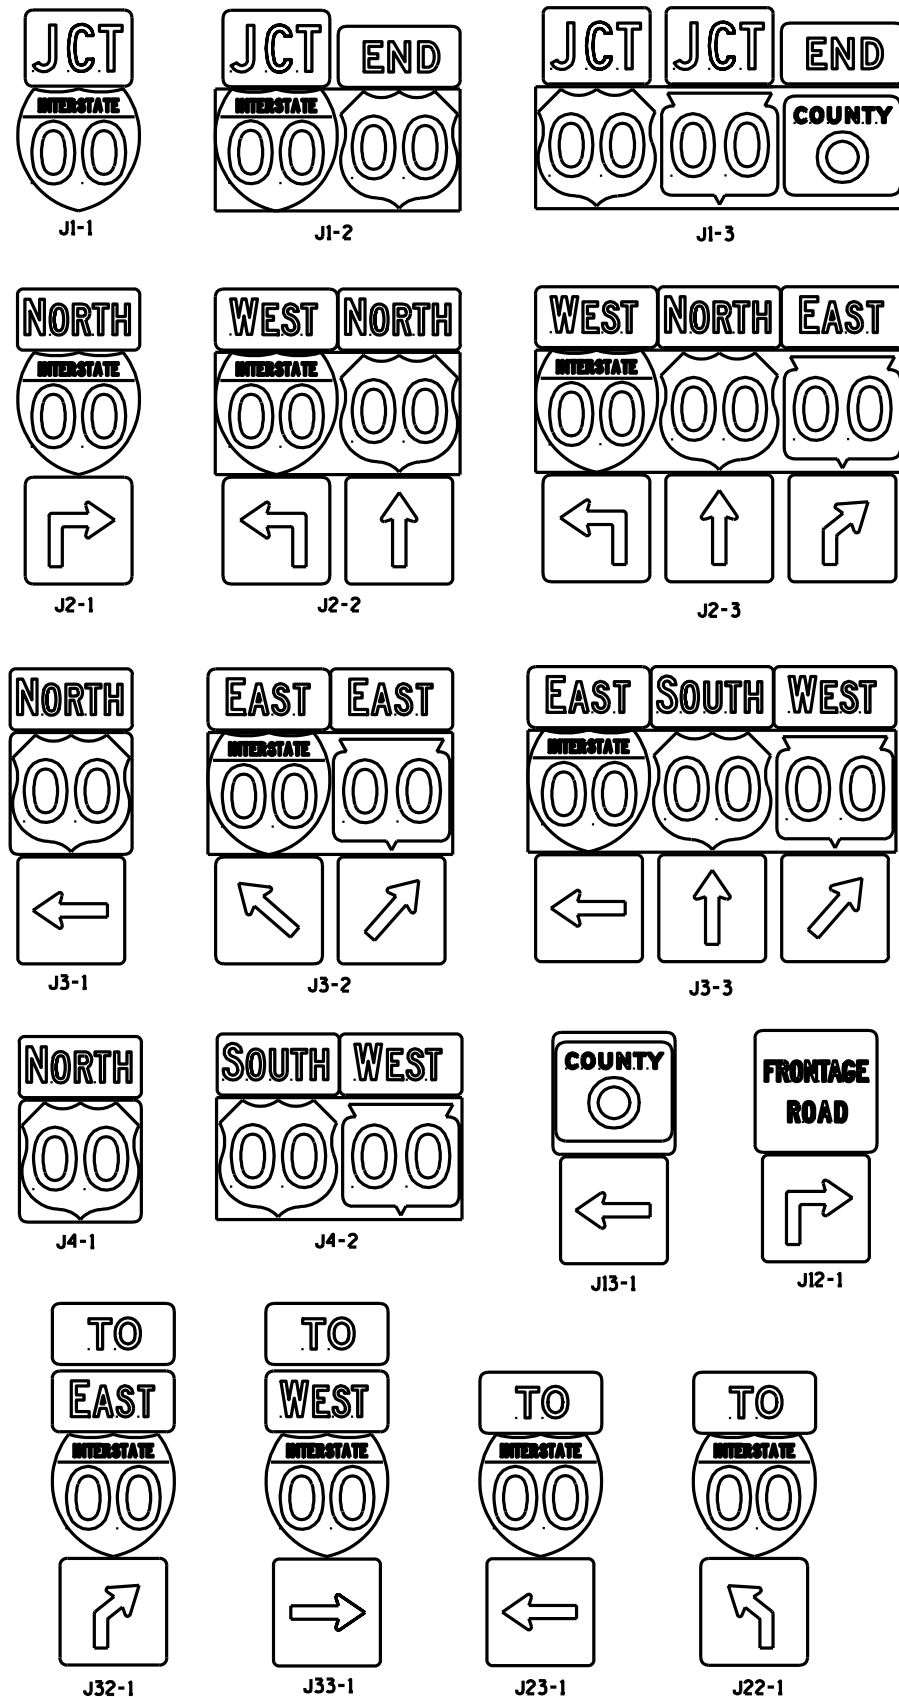 JCT JCT JCT JCT
END END
INTERSTATE INTERSTATE COUNTY
00 00 00 00 00 0
J1-1 J1-2 J1-3
NORTH WEST NORTH WEST NORTH EAST
INTERSTATE INTERSTATE INTERSTATE
00 00 00 00 00 00
J2-1 J2-2 J2-3
NORTH EAST EAST EAST SOUTH WEST
INTERSTATE INTERSTATE
00 00 00 00 00 00
J3-1 J3-2 J3-3
NORTH SOUTH WEST COUNTY FRONTAGE
0 ROAD
00 00 00
J4-1 J4-2 J13-1 J12-1
TO TO
EAST WEST TO TO
INTERSTATE INTERSTATE INTERSTATE INTERSTATE
00 00 00 00
J32-1 J33-1 J23-1 J22-1